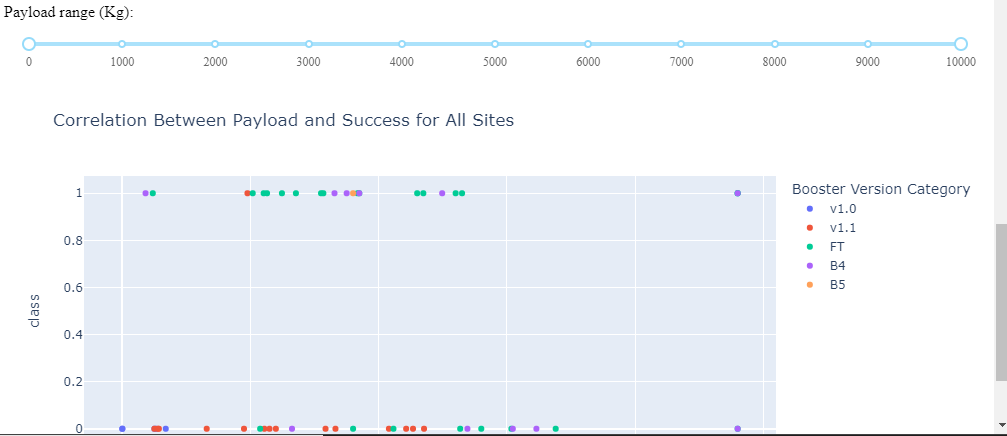 Payload range (Kg):
0 1000 2000 3000 4000 5000 6000 7000 8000 9000 10000
Correlation Between Payload and Success for All Sites
1
0.8
0.6
0.4
0.2
0
class
Booster Version Category
v1.0
v1.1
FT
B4
B5